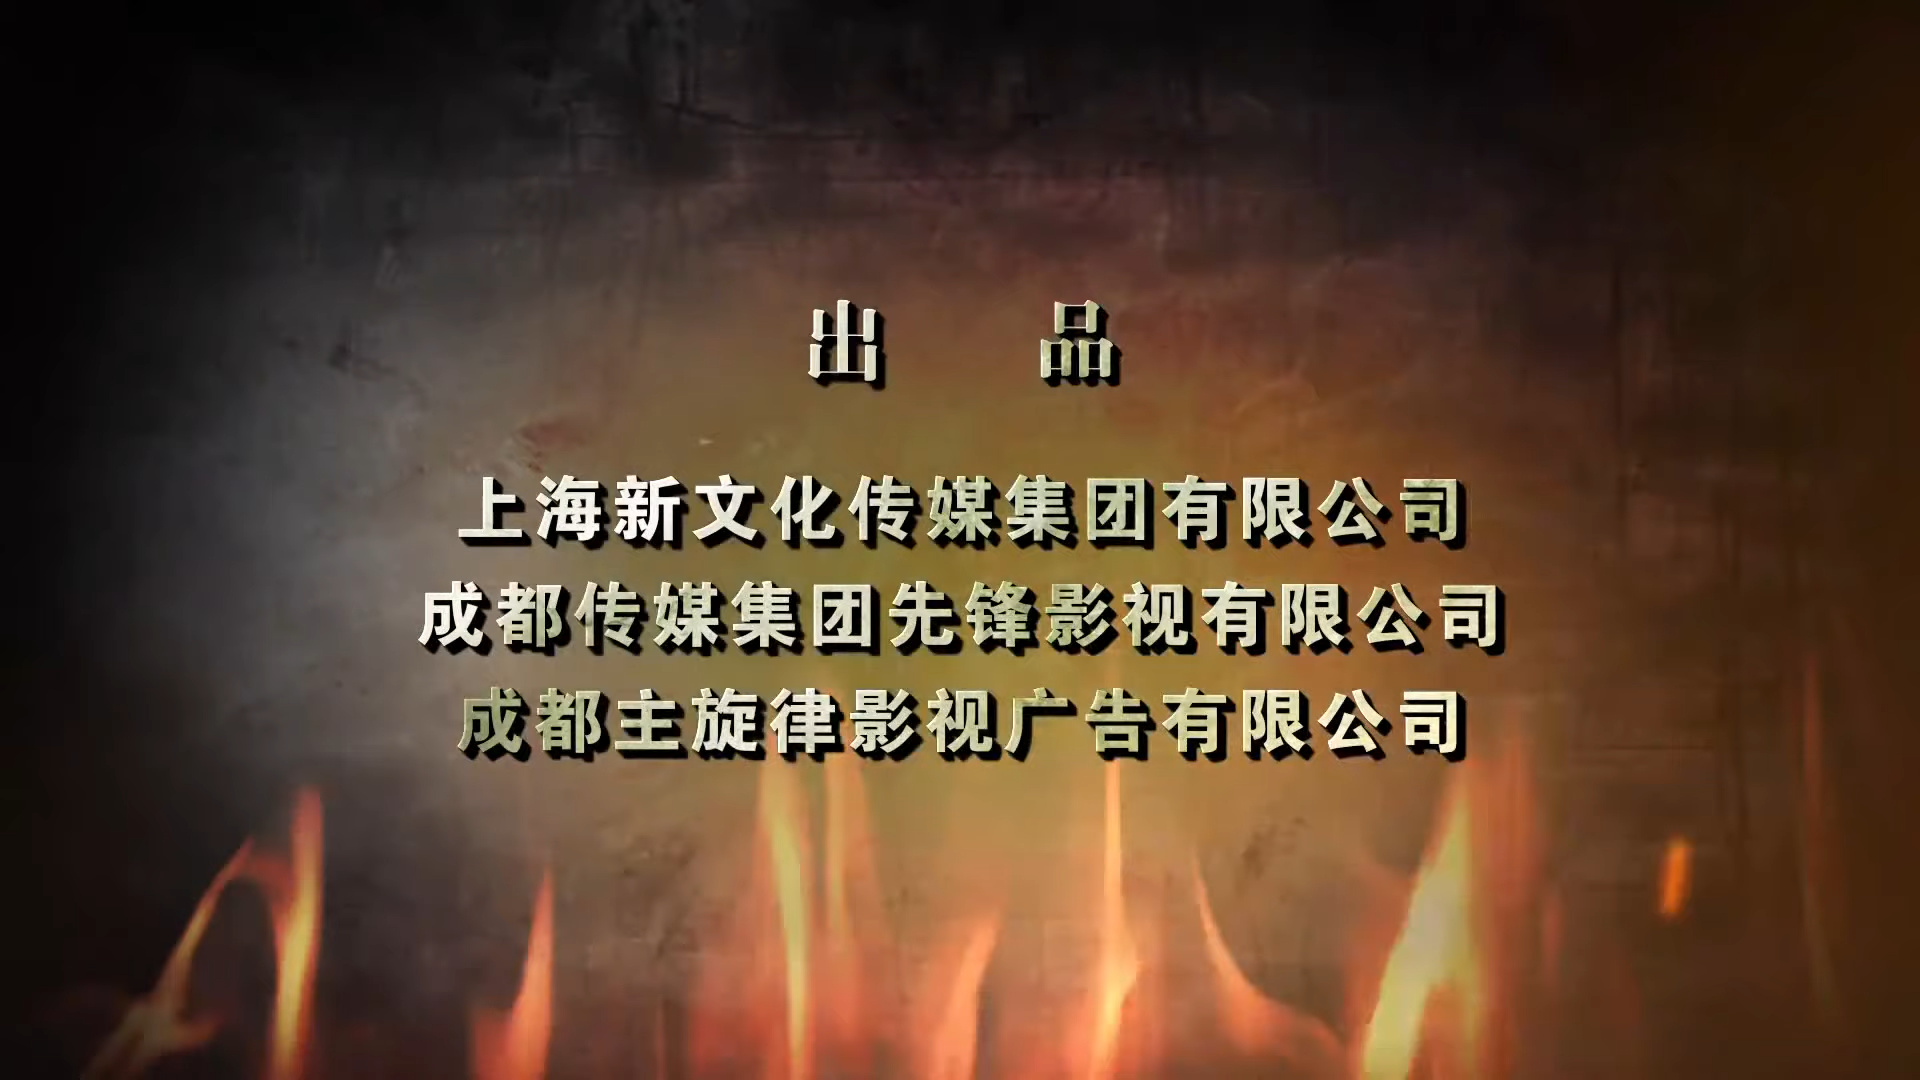 出 品
上海新文化传媒集团有限公司
成都传媒集团先锋影视有限公司
成都主旋律影视广告有限公司